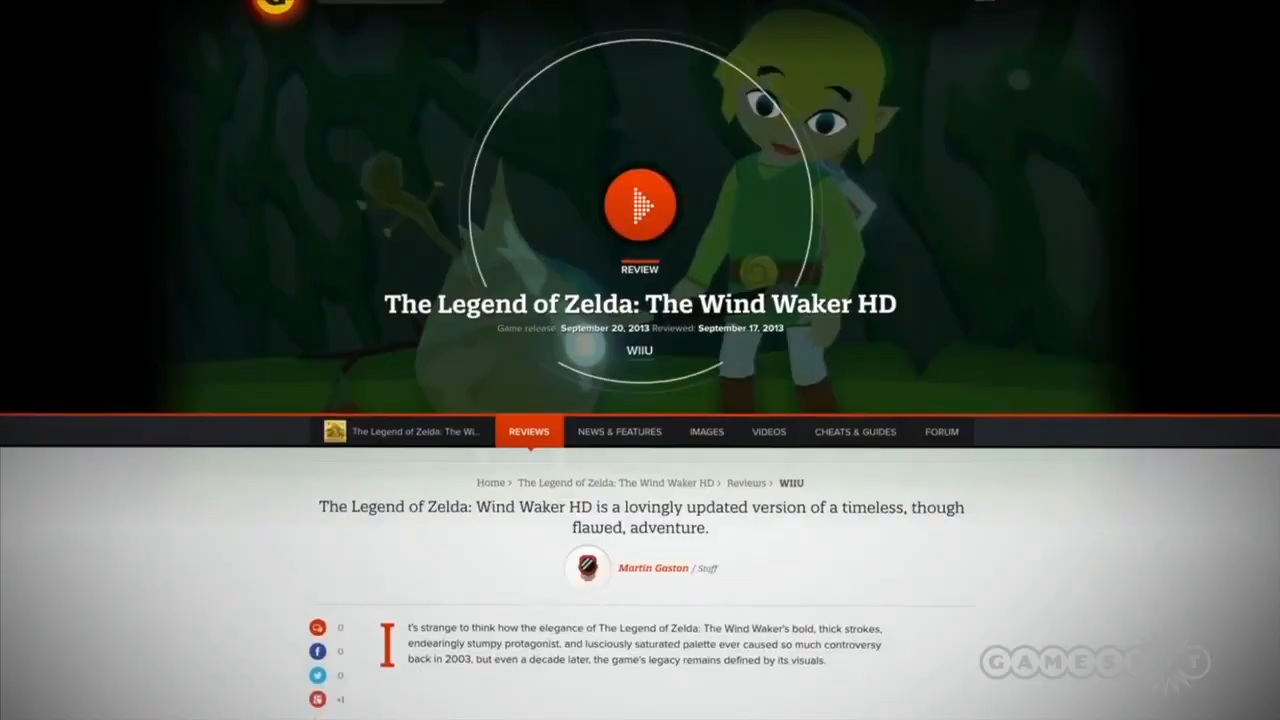 REVIEW
The Legend of Zelda: The Wind Waker HD
Game release: September 20, 2013 Reviewed: September 17, 2013
WIIU
The Legend of Zelda: The Wi...
REVIEWS
NEWS & FEATURES
IMAGES
VIDEOS
CHEATS & GUIDES
FORUM
Home > The Legend of Zelda: The Wind Waker HD > Reviews > WIIU
The Legend of Zelda: Wind Waker HD is a lovingly updated version of a timeless, though
flawed, adventure.
Martin Gaston / Staff
It's strange to think how the elegance of The Legend of Zelda: The Wind Waker's bold, thick strokes,
endearingly stumpy protagonist, and lusciously saturated palette ever caused so much controversy
back in 2003, but even a decade later, the game's legacy remains defined by its visuals.
0
0
0
+1
GAMESPOT